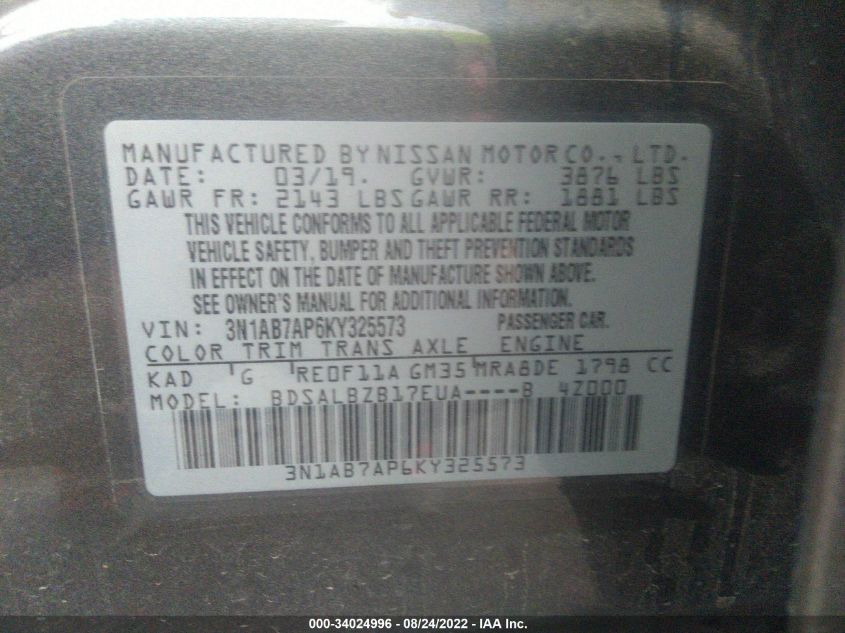 MANUFACTURED BY NISSAN MOTOR CO., LTD.
DATE: 03/19. GVWR: 3876 LBS
GAWR FR: 2143 LBS GAWR RR: 1881 LBS
THIS VEHICLE CONFORMS TO ALL APPLICABLE FEDERAL MOTOR
VEHICLE SAFETY, BUMPER AND THEFT PREVENTION STANDARDS
IN EFFECT ON THE DATE OF MANUFACTURE SHOWN ABOVE.
SEE OWNER'S MANUAL FOR ADDITIONAL INFORMATION.
VIN: 3N1AB7AP6KY325573 PASSENGER CAR.
COLOR TRIM TRANS AXLE ENGINE
KAD G RE0F11A GM35 MRA8DE 1798 CC
MODEL: BDSALBZB17EUA----B 4Z000
3N1AB7AP6KY325573
000-34024996 - 08/24/2022 - IAA Inc.